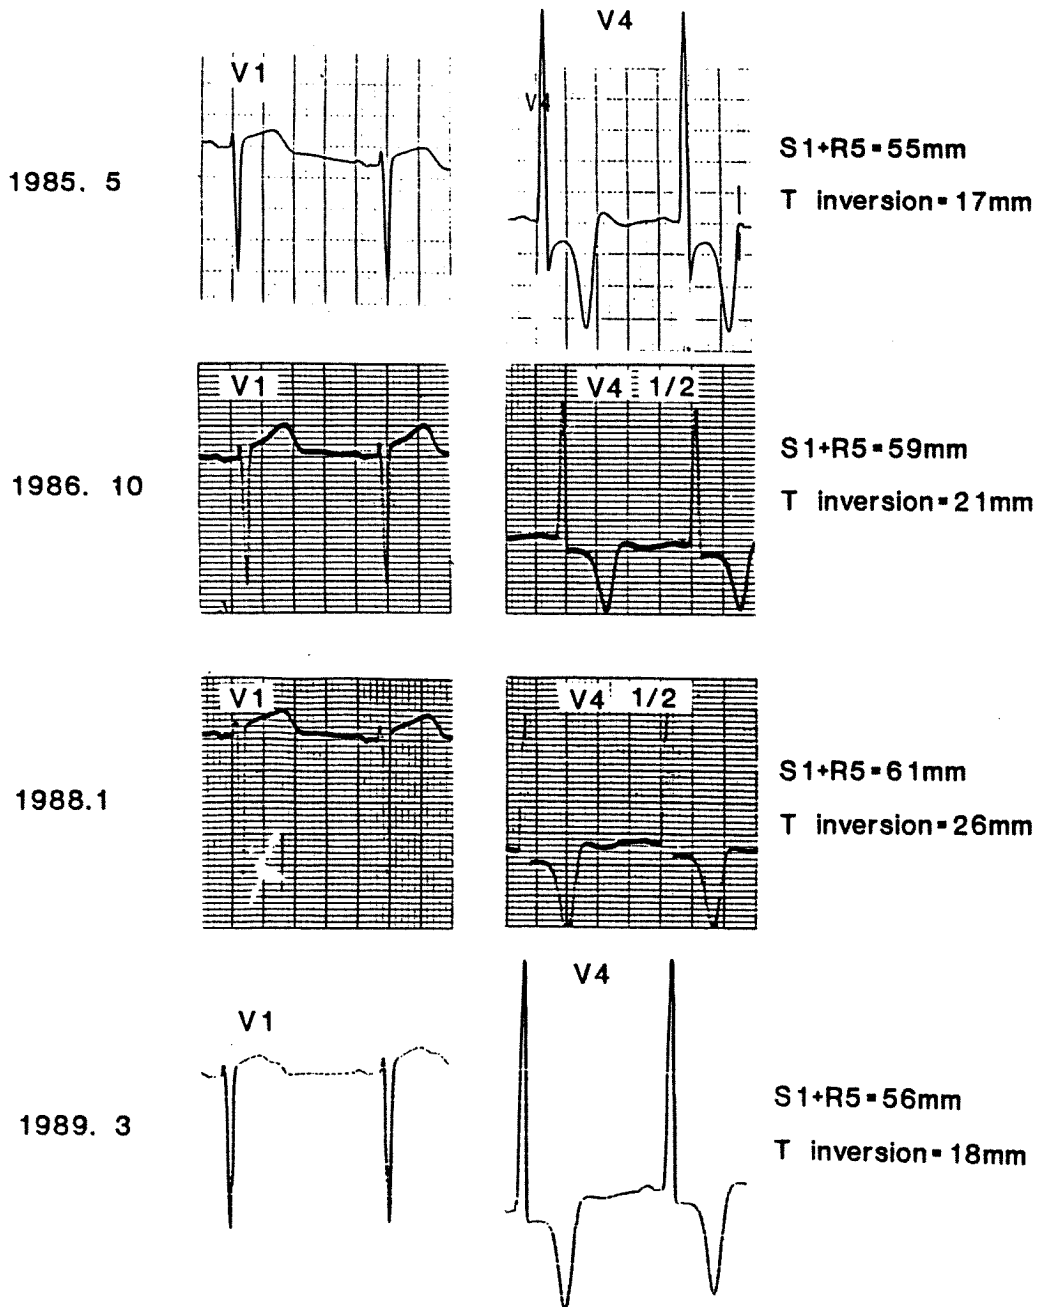 V1
V4
V4
1985. 5
S1+R5=55mm
T inversion=17mm
V1
V4 1/2
1986. 10
S1+R5=59mm
T inversion=21mm
V1
V4 1/2
1988.1
S1+R5=61mm
T inversion=26mm
V1
V4
1989. 3
S1+R5=56mm
T inversion=18mm